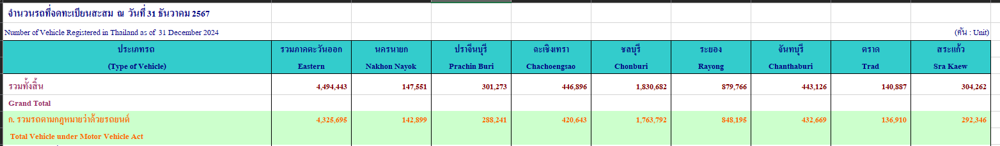 จำนวนรถที่จดทะเบียนสะสม ณ วันที่ 31 ธันวาคม 2567
Number of Vehicle Registered in Thailand as of 31 December 2024 (คัน : Unit)
ประเภทรถ รวมภาคตะวันออก นครนายก ปราจีนบุรี ฉะเชิงเทรา ชลบุรี ระยอง จันทบุรี ตราด สระแก้ว
(Type of Vehicle) Eastern Nakhon Nayok Prachin Buri Chachoengsao Chonburi Rayong Chanthaburi Trad Sra Kaew
รวมทั้งสิ้น 4,494,443 147,551 301,273 446,896 1,830,682 879,766 443,126 140,887 304,262
Grand Total
ก. รวมรถตามกฎหมายว่าด้วยรถยนต์ 4,325,695 142,899 288,241 420,643 1,763,792 848,195 432,669 136,910 292,346
Total Vehicle under Motor Vehicle Act